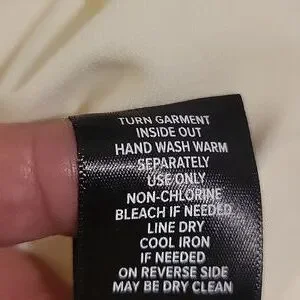 TURN GARMENT
INSIDE OUT
HAND WASH WARM
SEPARATELY
USE ONLY
NON-CHLORINE
BLEACH IF NEEDED
LINE DRY
COOL IRON
IF NEEDED
ON REVERSE SIDE
MAY BE DRY CLEAN